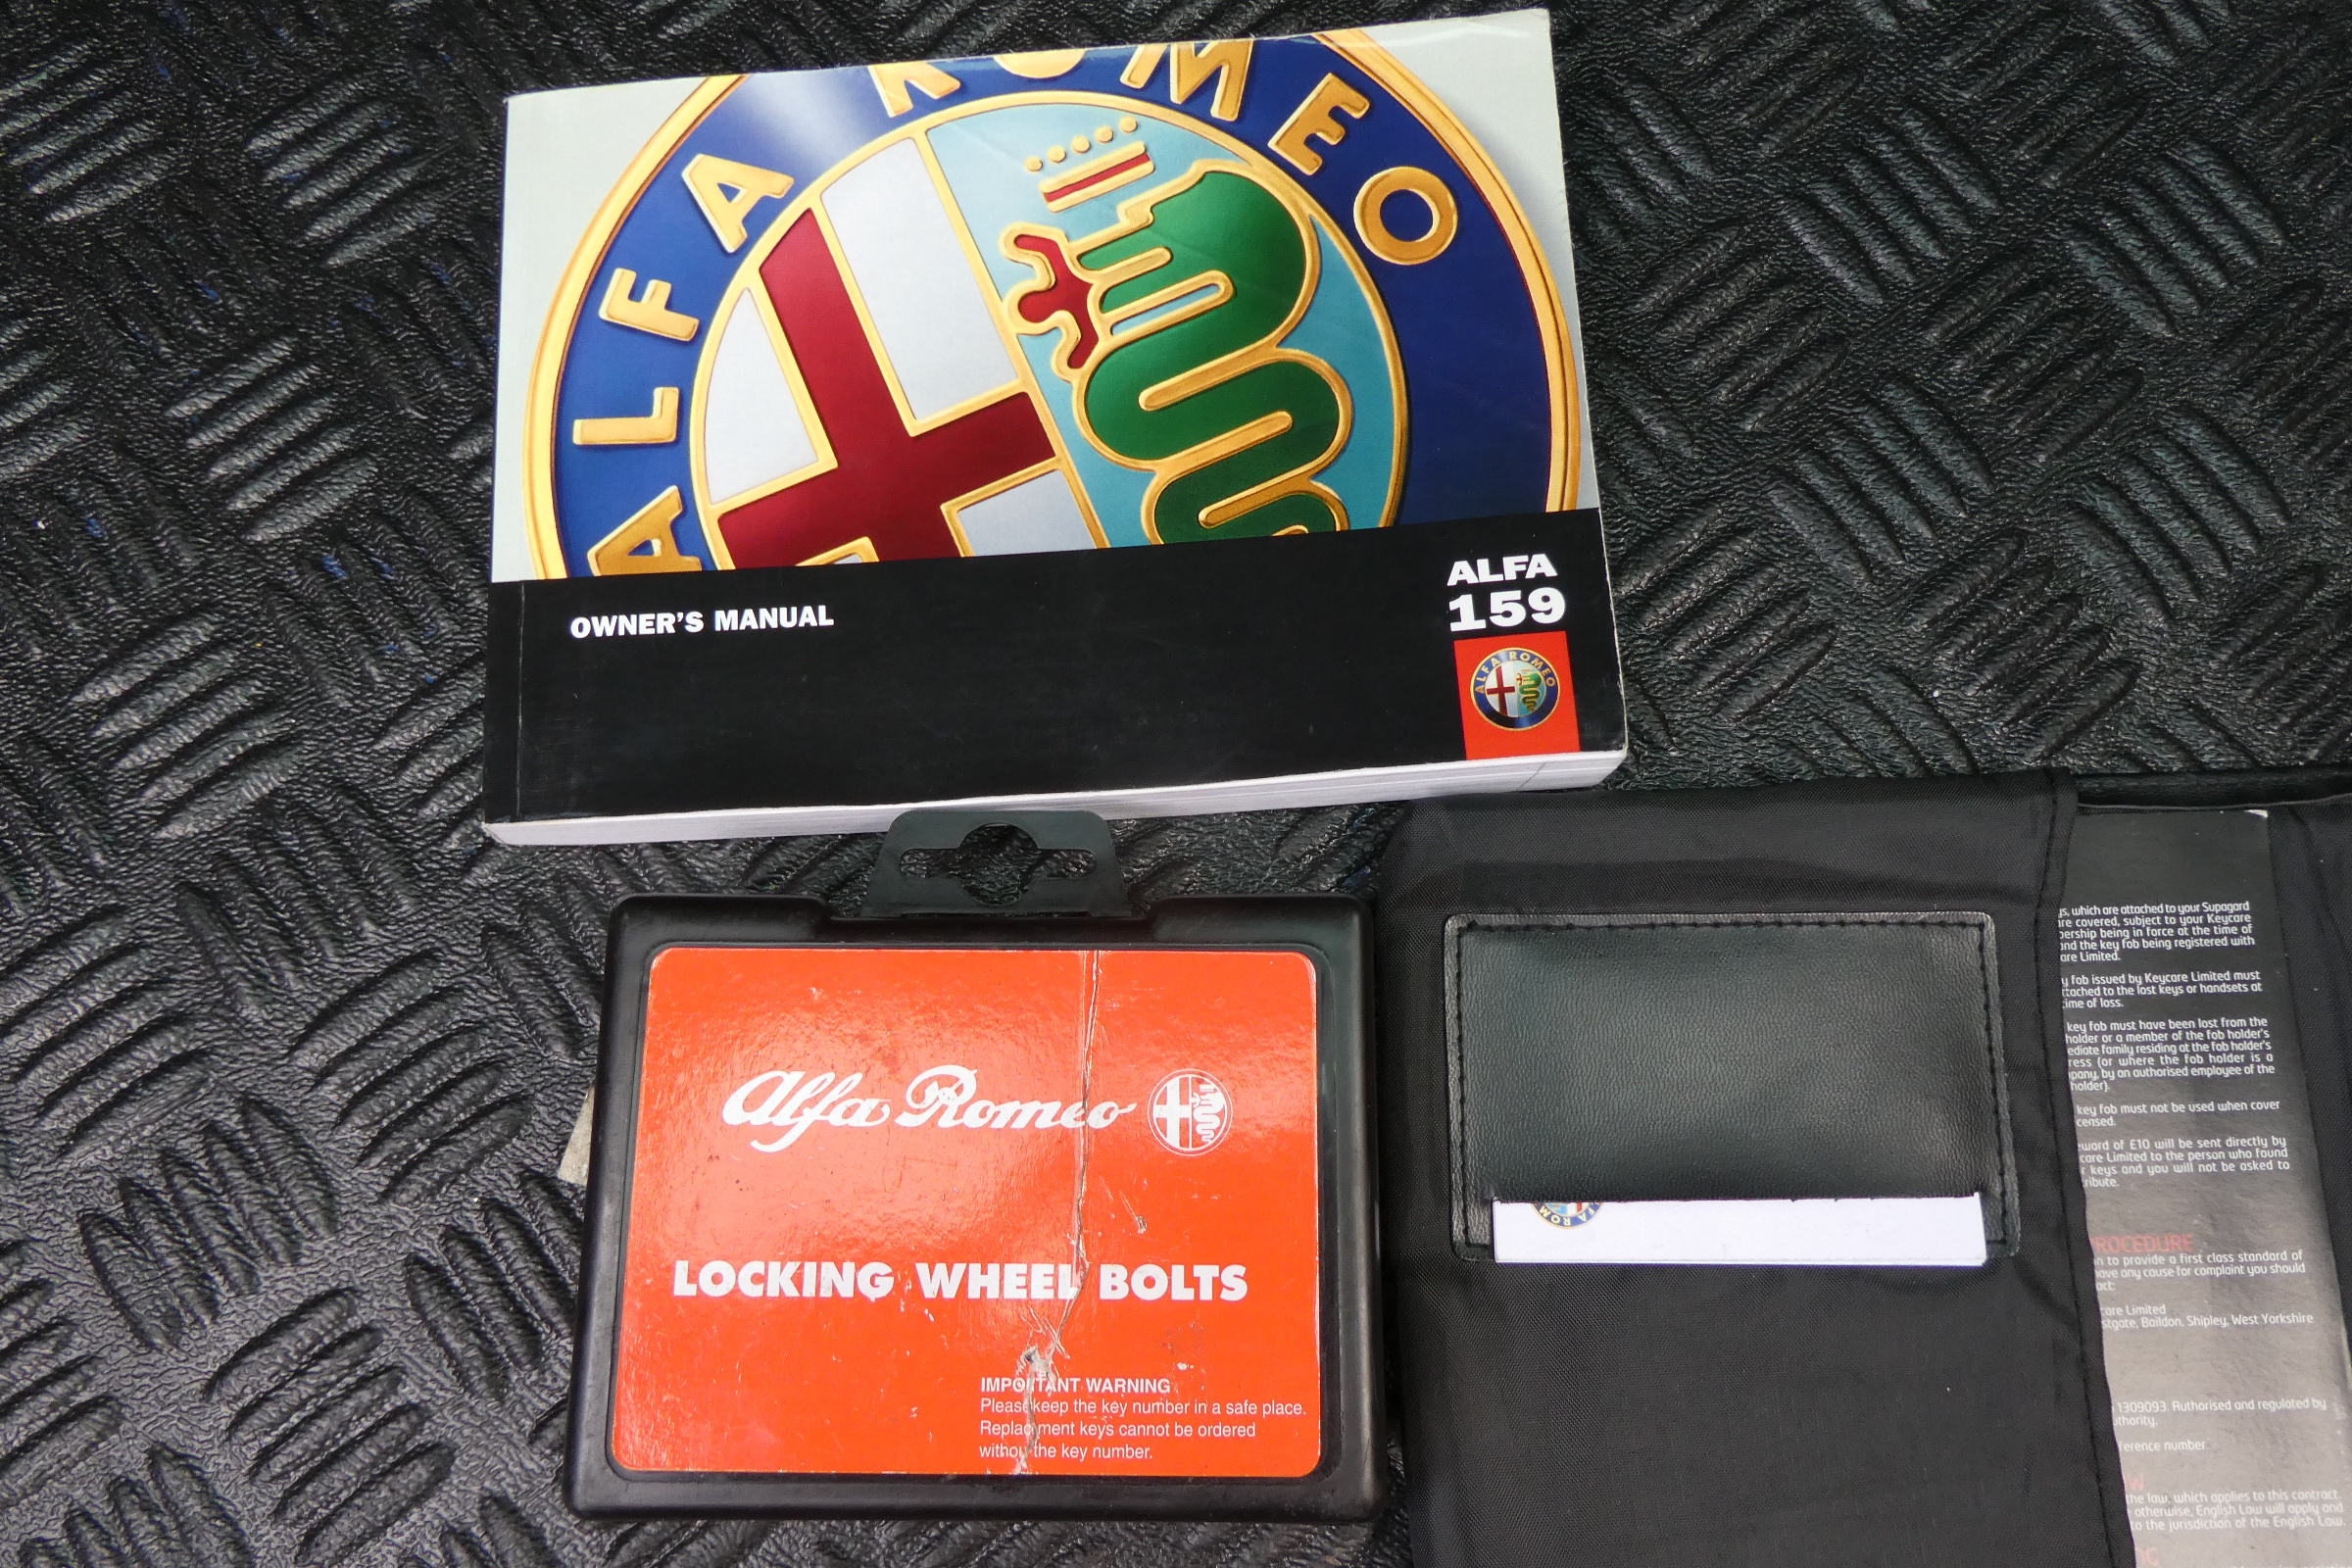 ALFA ROMEO
OWNER'S MANUAL
ALFA
159
ALFA ROMEO
Alfa Romeo
LOCKING WHEEL BOLTS
IMPORTANT WARNING
Please keep the key number in a safe place.
Replacement keys cannot be ordered
without the key number.
ALFA ROM
which are attached to your Supagard
covered, subject to your Keycare
being in force at the time of
the key fob being registered with
Limited.
fob issued by Keycare Limited must
to the lost keys or handsets at
of loss.
key fob must have been lost from the
holder or a member of the fob holder's
family residing at the fob holder's
(or where the fob holder is a
by an authorised employee of the
holder).
key fob must not be used when cover
of £10 will be sent directly by
Limited to the person who found
keys and you will not be asked to
to provide a first class standard of
any cause for complaint you should
Limited
Baildon, Shipley, West Yorkshire
1309093. Authorised and regulated by
number
the law, which applies to this contract.
otherwise, English Law will apply and
to the jurisdiction of the English Law.